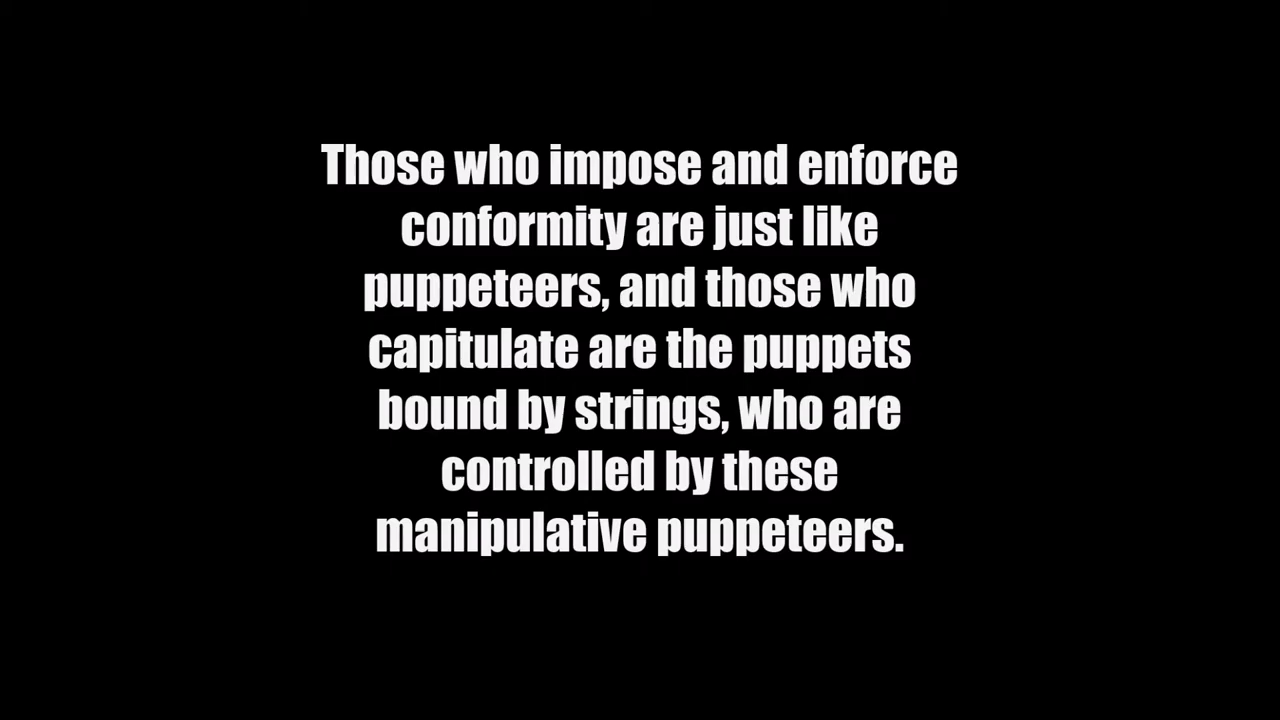 Those who impose and enforce
conformity are just like
puppeteers, and those who
capitulate are the puppets
bound by strings, who are
controlled by these
manipulative puppeteers.